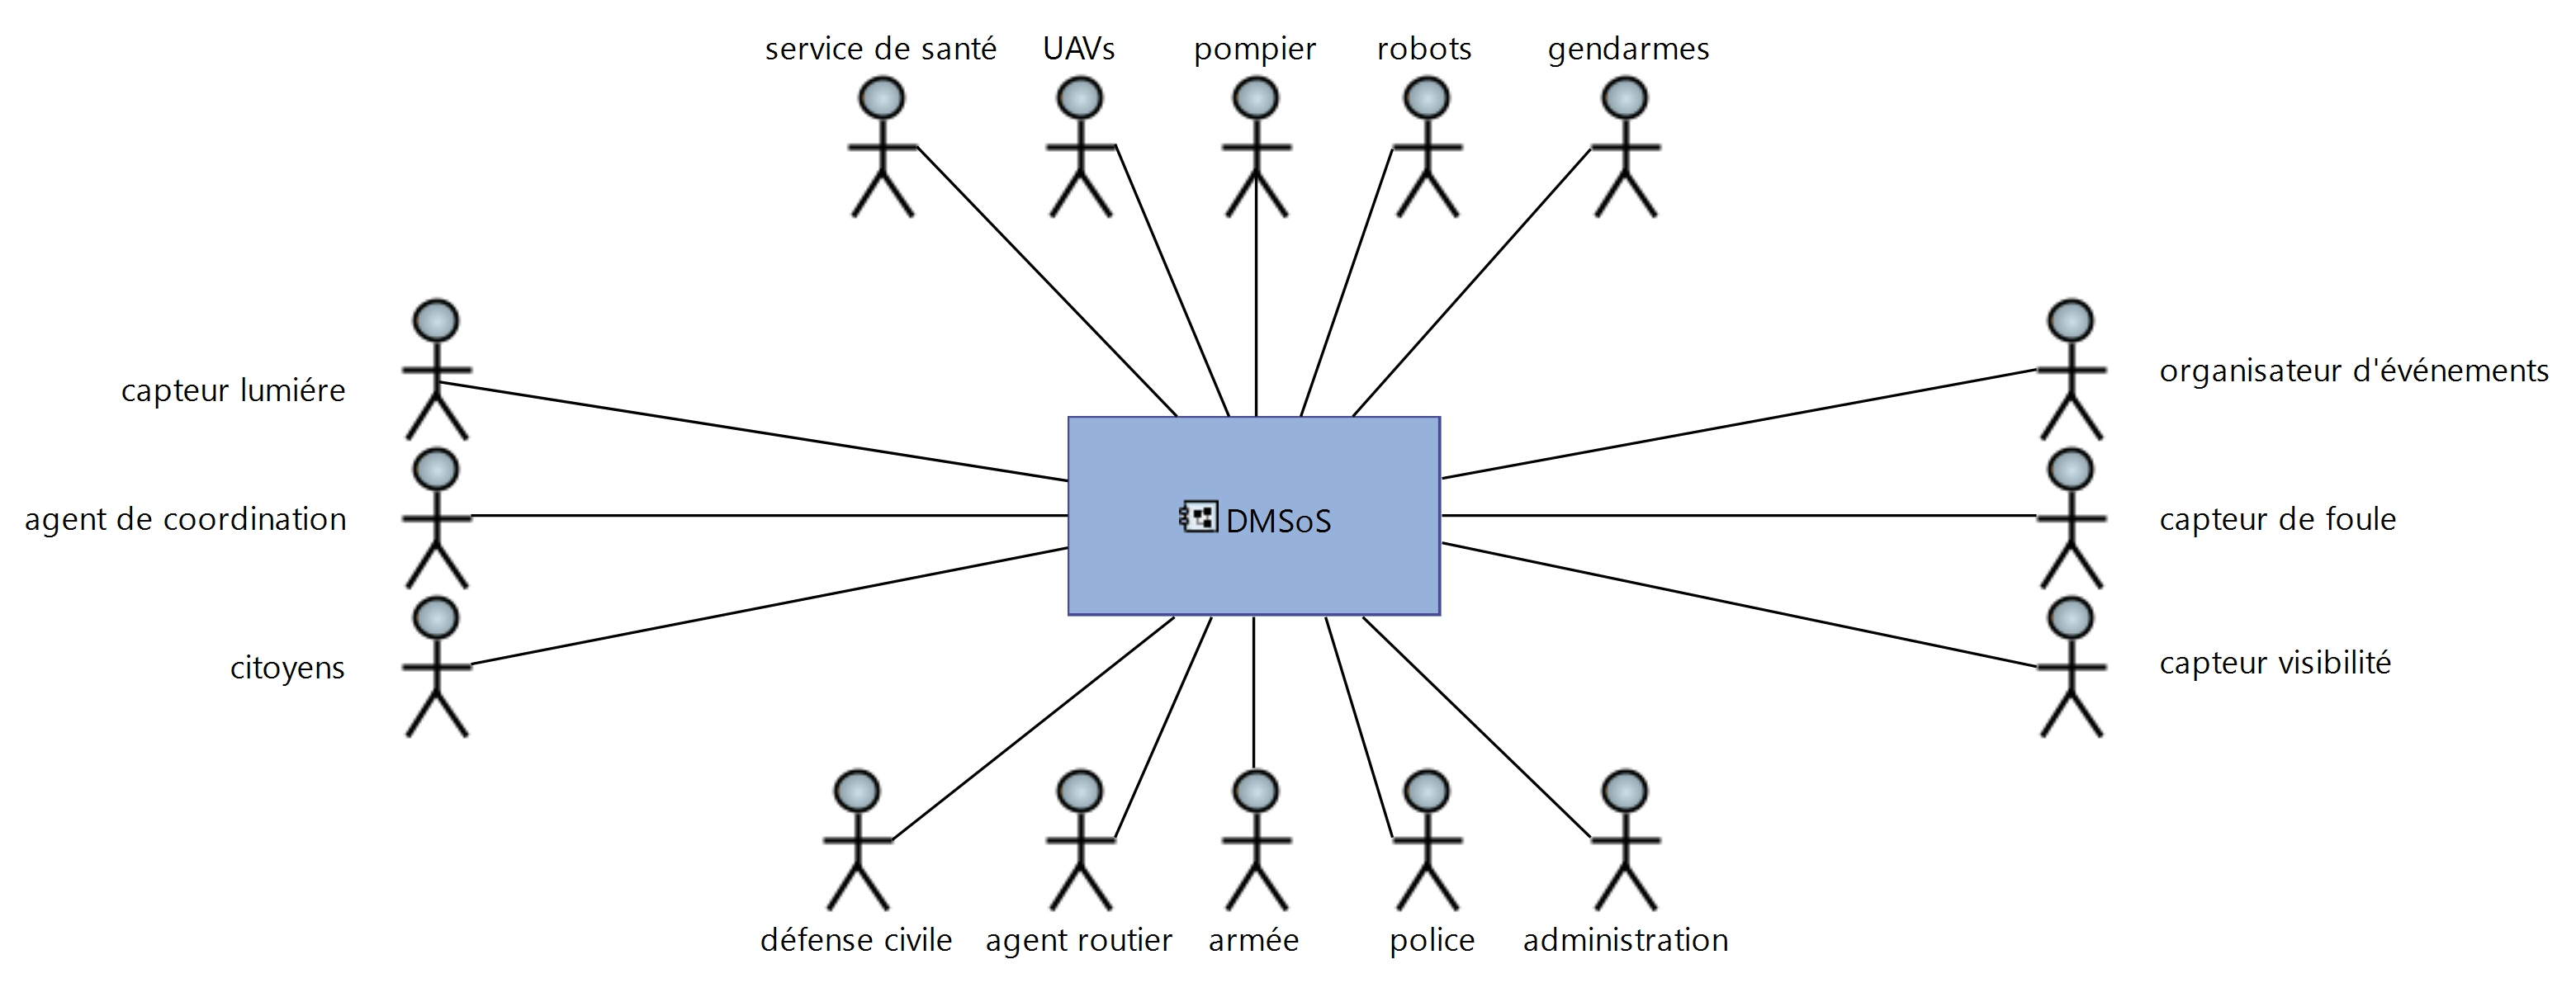 service de santé
UAVs
pompier
robots
gendarmes
capteur lumiére
organisateur d'événements
agent de coordination
DMSoS
capteur de foule
citoyens
capteur visibilité
défense civile
agent routier
armée
police
administration